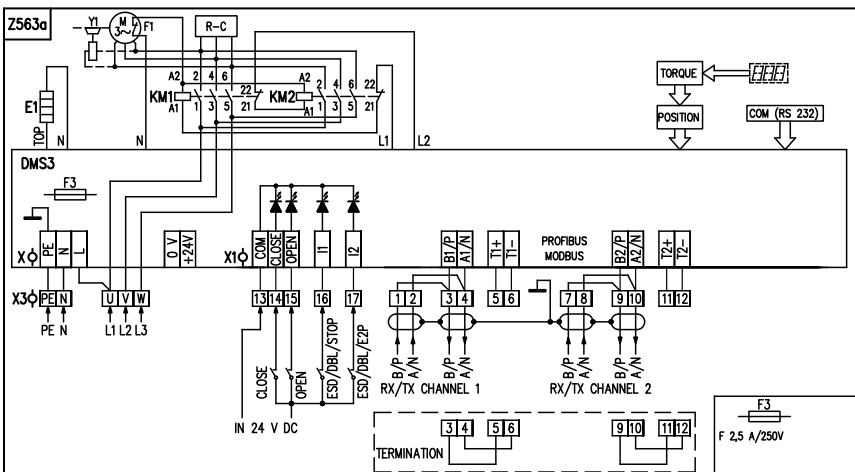 Z563a
Y1
M
3~
F1
R-C
A2
2 4 6
22
A2
2
4
6
22
KM1
KM2
A1
1 3 5
21
A1
1 3 5
21
E1
TOP
N
N
L1
L2
TORQUE
POSITION
COM (RS 232)
DMS3
F3
X
PE
N
L
0 V
+24V
X1
COM
CLOSE
OPEN
I1
I2
B1/P
A1/N
T1+
T1-
PROFIBUS
MODBUS
B2/P
A2/N
T2+
T2-
X3
PE N
U V W
13 14 15
16
17
1 2
3 4
5 6
7 8
9 10
11 12
PE N
L1 L2 L3
CLOSE
OPEN
ESD/DBL/STOP
ESD/DBL/E2P
B/P
A/N
B/P
A/N
B/P
A/N
B/P
A/N
RX/TX CHANNEL 1
RX/TX CHANNEL 2
IN 24 V DC
TERMINATION
3 4
5 6
9 10
11 12
F3
F 2,5 A/250V